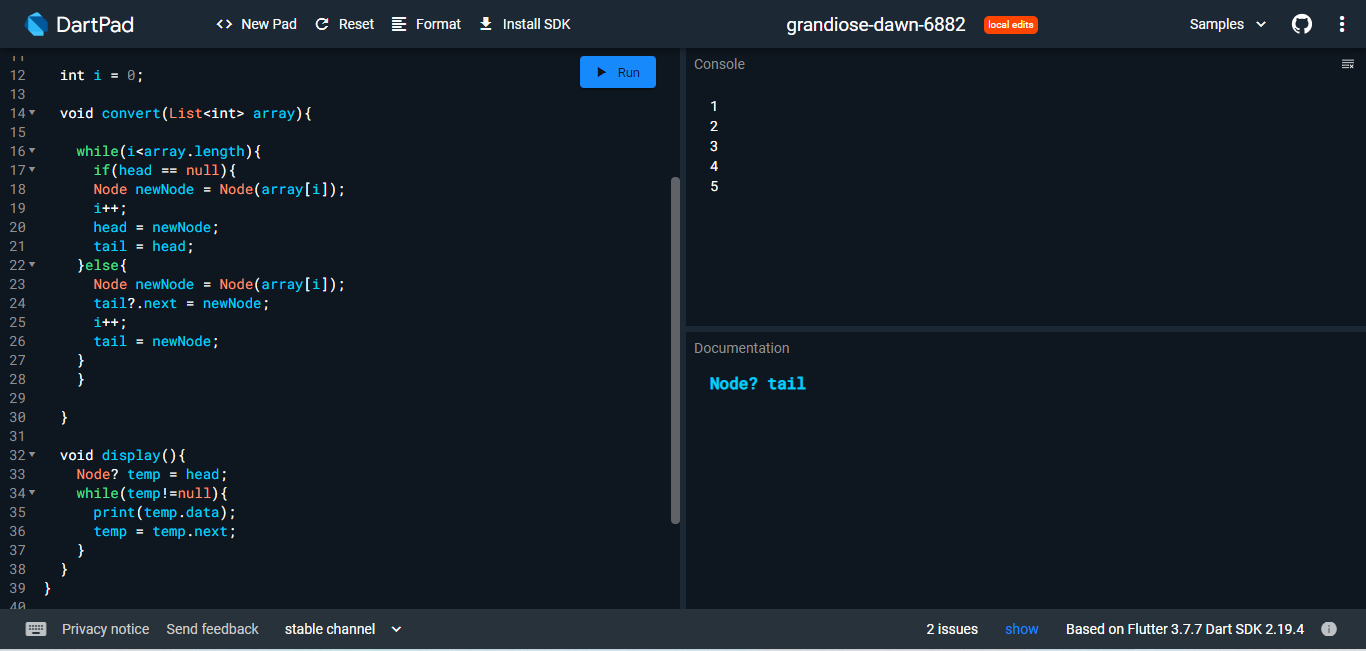 DartPad
<> New Pad
Reset
Format
Install SDK
grandiose-dawn-6882
local edits
Samples
Run
11
12 int i = 0;
13
14 void convert(List<int> array){
15
16 while(i<array.length){
17 if(head == null){
18 Node newNode = Node(array[i]);
19 i++;
20 head = newNode;
21 tail = head;
22 }else{
23 Node newNode = Node(array[i]);
24 tail?.next = newNode;
25 i++;
26 tail = newNode;
27 }
28 }
29
30 }
31
32 void display(){
33 Node? temp = head;
34 while(temp!=null){
35 print(temp.data);
36 temp = temp.next;
37 }
38 }
39 }
40
Console
1
2
3
4
5
Documentation
Node? tail
Privacy notice
Send feedback
stable channel
2 issues
show
Based on Flutter 3.7.7 Dart SDK 2.19.4